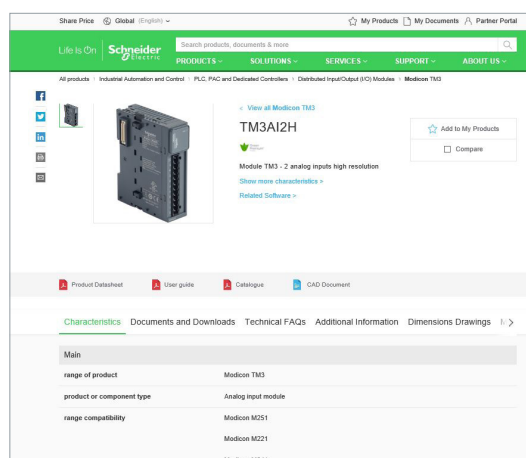 Share Price Global (English) My Products My Documents Partner Portal
Life Is On Schneider Electric
Search products, documents & more
PRODUCTS SOLUTIONS SERVICES SUPPORT ABOUT US
All products Industrial Automation and Control PLC, PAC and Dedicated Controllers Distributed Input/Output (I/O) Modules Modicon TM3
View all Modicon TM3
TM3AI2H
Add to My Products
Compare
Module TM3 - 2 analog inputs high resolution
Show more characteristics >
Related Software >
Product Datasheet User guide Catalogue CAD Document
Characteristics Documents and Downloads Technical FAQs Additional Information Dimensions Drawings
Main
range of product Modicon TM3
product or component type Analog input module
range compatibility Modicon M251
Modicon M221